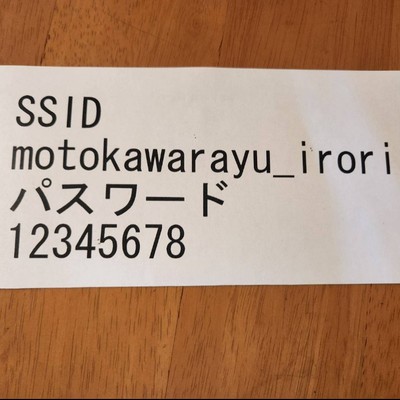 SSID
motokawarayu_irori
パスワード
12345678